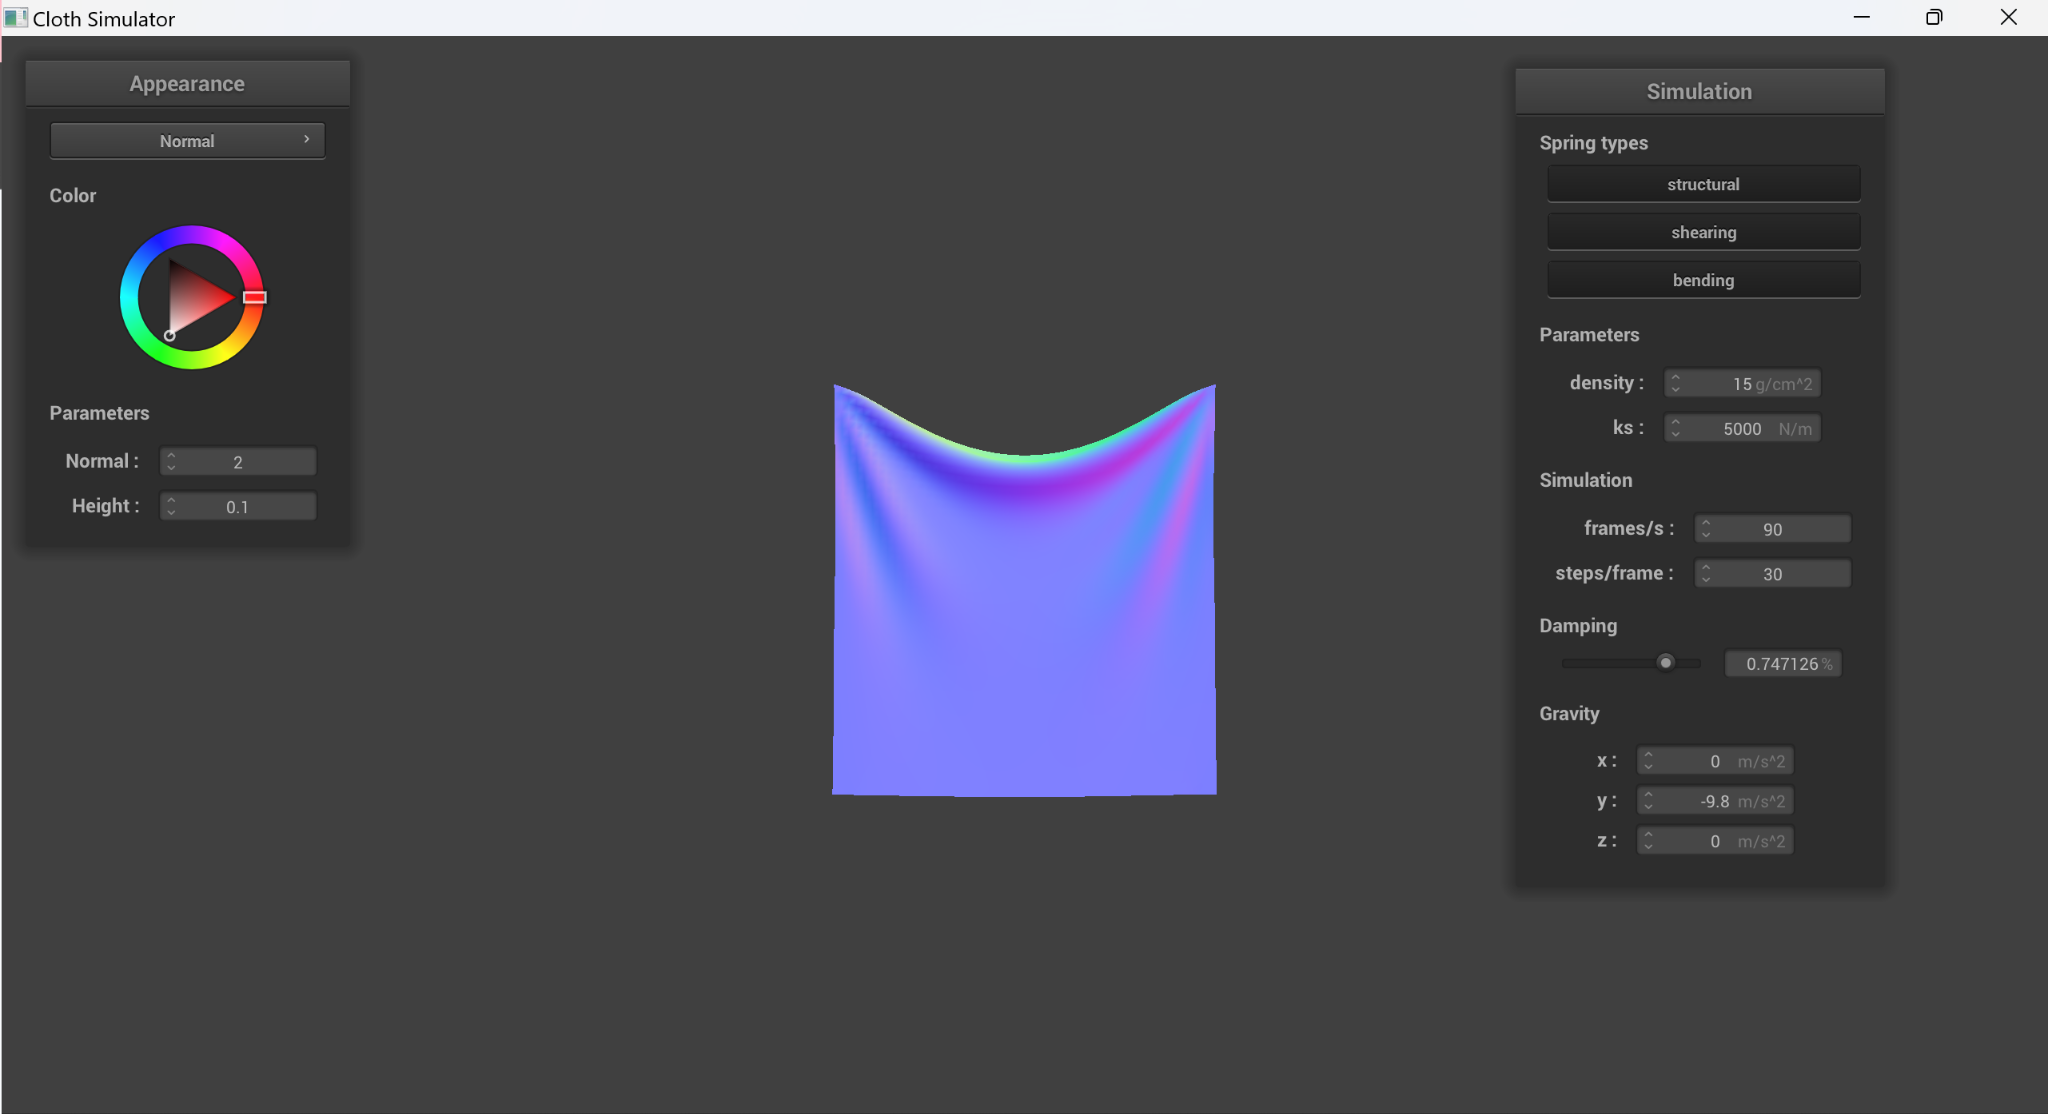 Cloth Simulator
Appearance
Normal
Color
Parameters
Normal : 2
Height : 0.1
Simulation
Spring types
structural
shearing
bending
Parameters
density : 15 g/cm^2
ks : 5000 N/m
Simulation
frames/s : 90
steps/frame : 30
Damping
0.747126 %
Gravity
x : 0 m/s^2
y : -9.8 m/s^2
z : 0 m/s^2